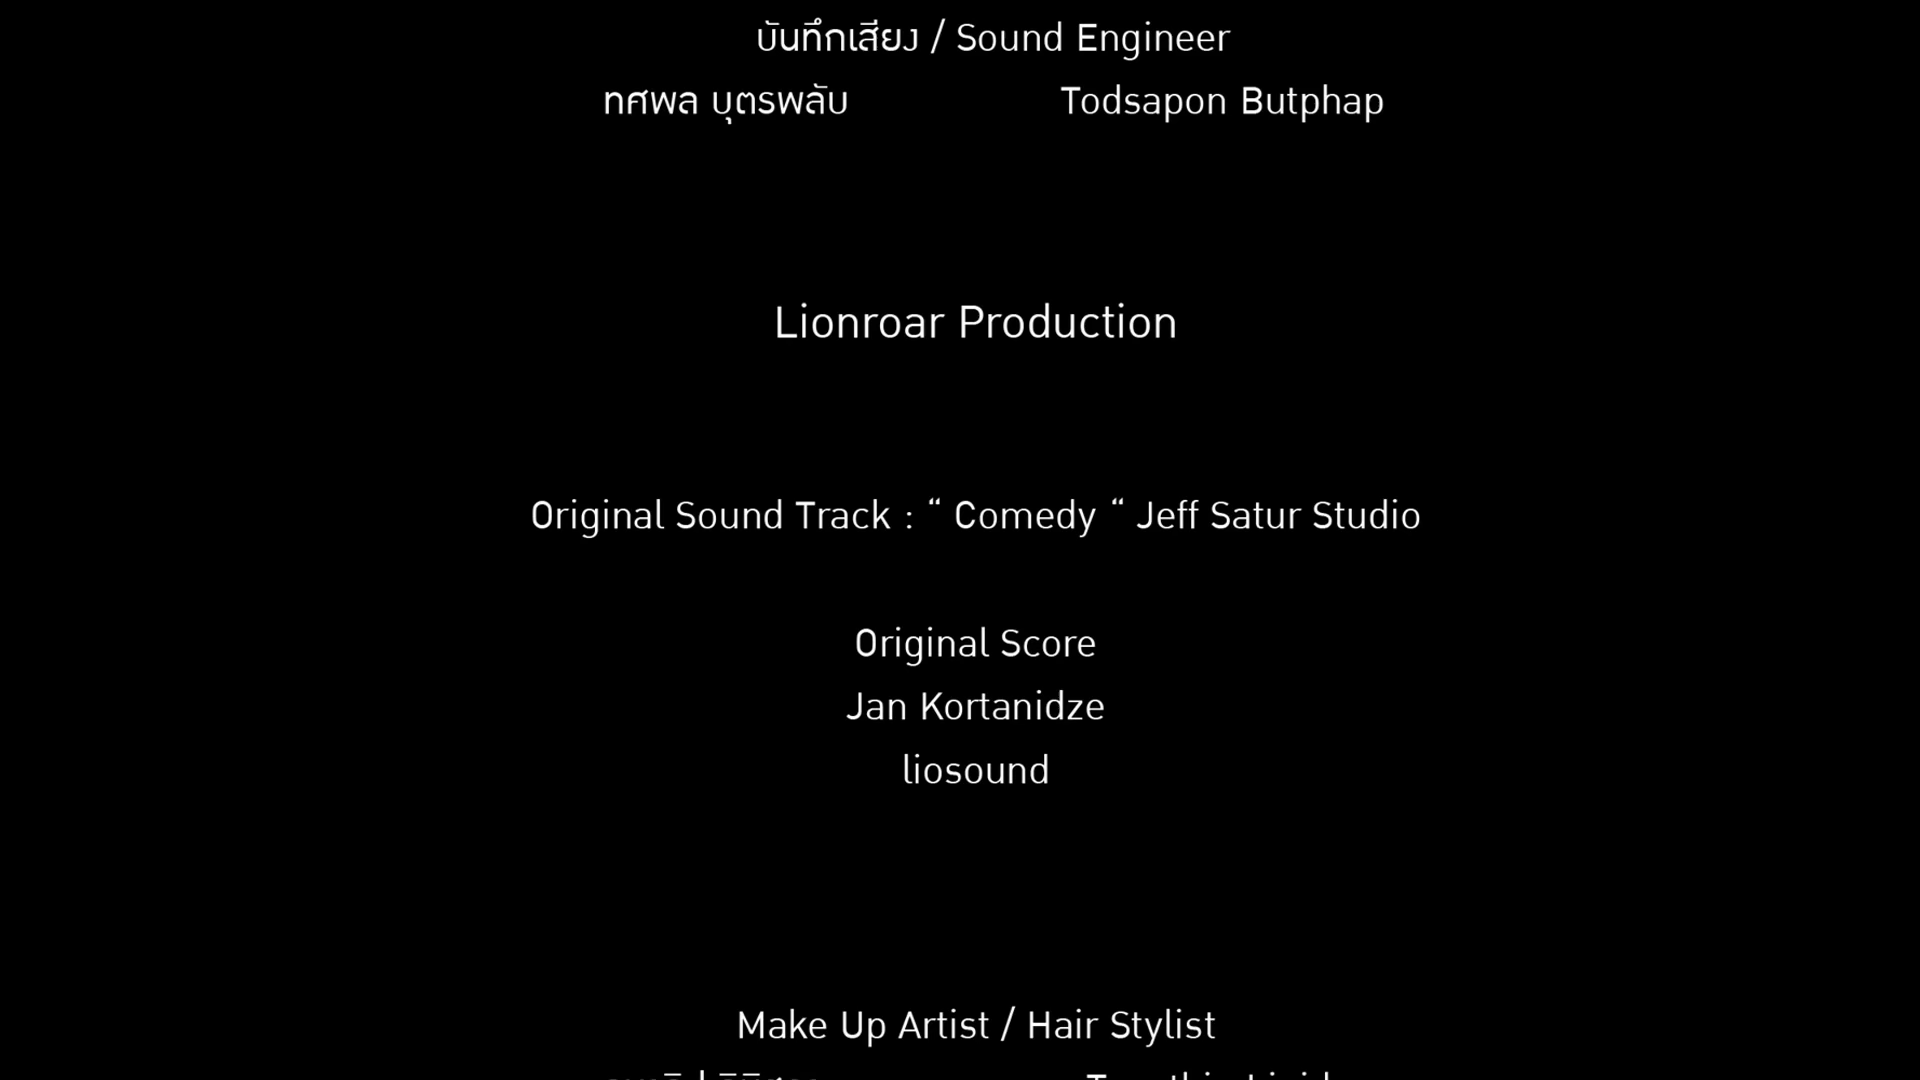 บันทึกเสียง / Sound Engineer
ทศพล บุตรพลับ Todsapon Butphap
Lionroar Production
Original Sound Track : “ Comedy “ Jeff Satur Studio
Original Score
Jan Kortanidze
liosound
Make Up Artist / Hair Stylist